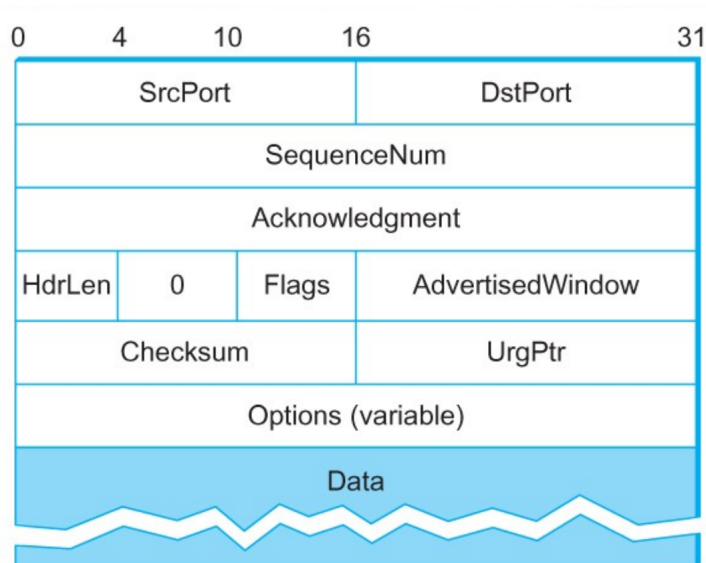 0 4 10 16 31
SrcPort DstPort
SequenceNum
Acknowledgment
HdrLen 0 Flags AdvertisedWindow
Checksum UrgPtr
Options (variable)
Data